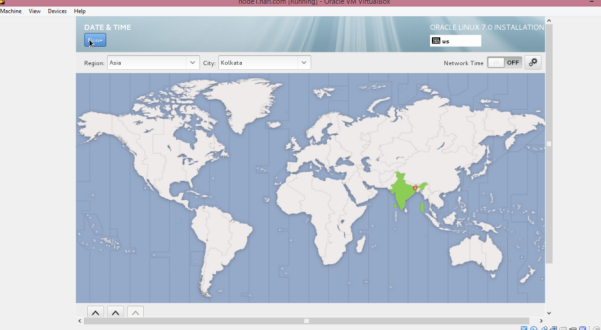 node1.hari.com [Running] - Oracle VM VirtualBox
Machine View Devices Help
DATE & TIME
ORACLE LINUX 7.0 INSTALLATION
Done
us
Region: Asia City: Kolkata Network Time OFF